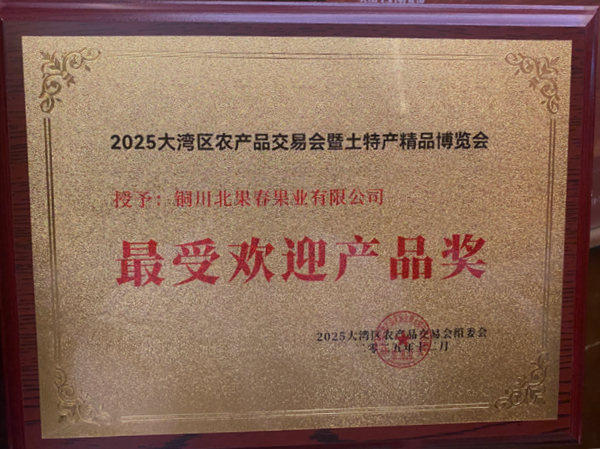 2025大湾区农产品交易会暨土特产精品博览会
授予：铜川北果春果业有限公司
最受欢迎产品奖
2025大湾区农产品交易会组委会
二零二五年十二月